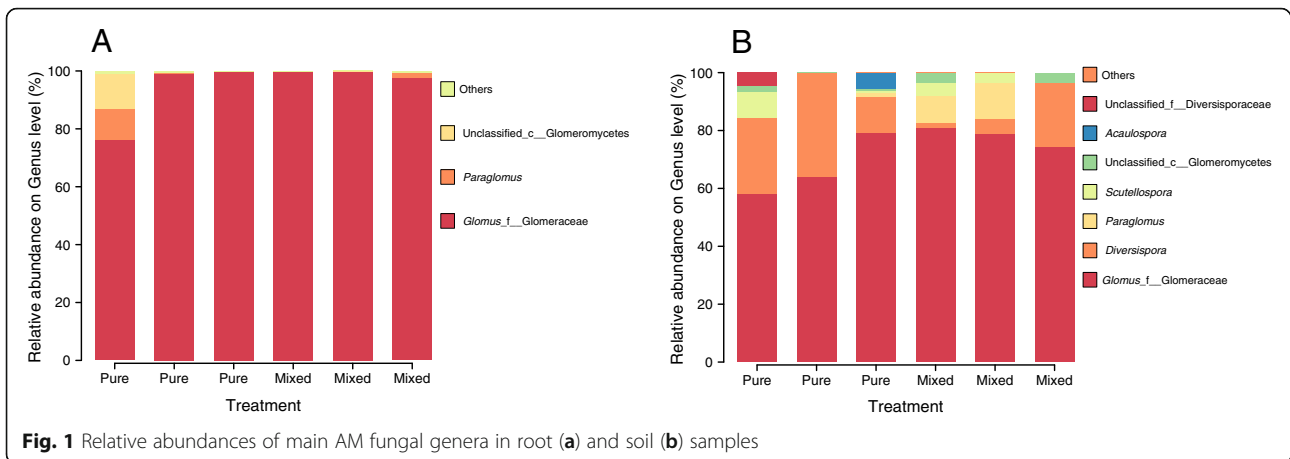 A
Relative abundance on Genus level (%)
100
80
60
40
20
0
Pure
Pure
Pure
Mixed
Mixed
Mixed
Treatment
Others
Unclassified_c__Glomeromycetes
Paraglomus
Glomus_f__Glomeraceae
B
Relative abundance on Genus level (%)
100
80
60
40
20
0
Pure
Pure
Pure
Mixed
Mixed
Mixed
Treatment
Others
Unclassified_f__Diversisporaceae
Acaulospora
Unclassified_c__Glomeromycetes
Scutellospora
Paraglomus
Diversispora
Glomus_f__Glomeraceae
Fig. 1 Relative abundances of main AM fungal genera in root (a) and soil (b) samples